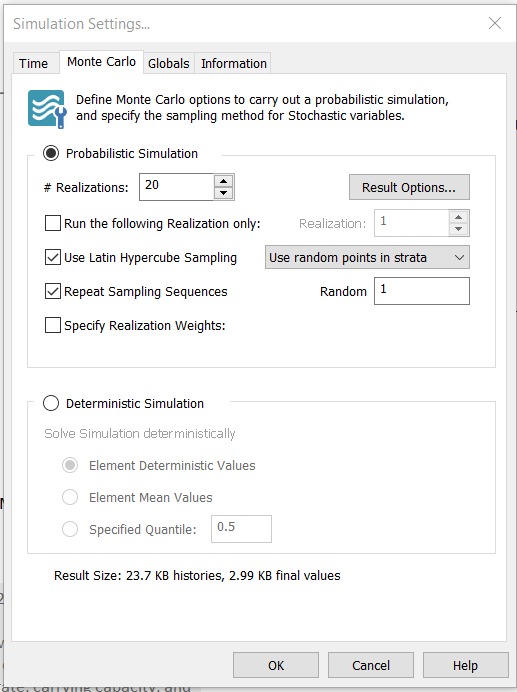 Simulation Settings...
Time Monte Carlo Globals Information
Define Monte Carlo options to carry out a probabilistic simulation,
and specify the sampling method for Stochastic variables.
Probabilistic Simulation
# Realizations: 20 Result Options...
Run the following Realization only: Realization: 1
Use Latin Hypercube Sampling Use random points in strata
Repeat Sampling Sequences Random 1
Specify Realization Weights:
Deterministic Simulation
Solve Simulation deterministically
Element Deterministic Values
Element Mean Values
Specified Quantile: 0.5
Result Size: 23.7 KB histories, 2.99 KB final values
OK Cancel Help
rate, carrying capacity, and